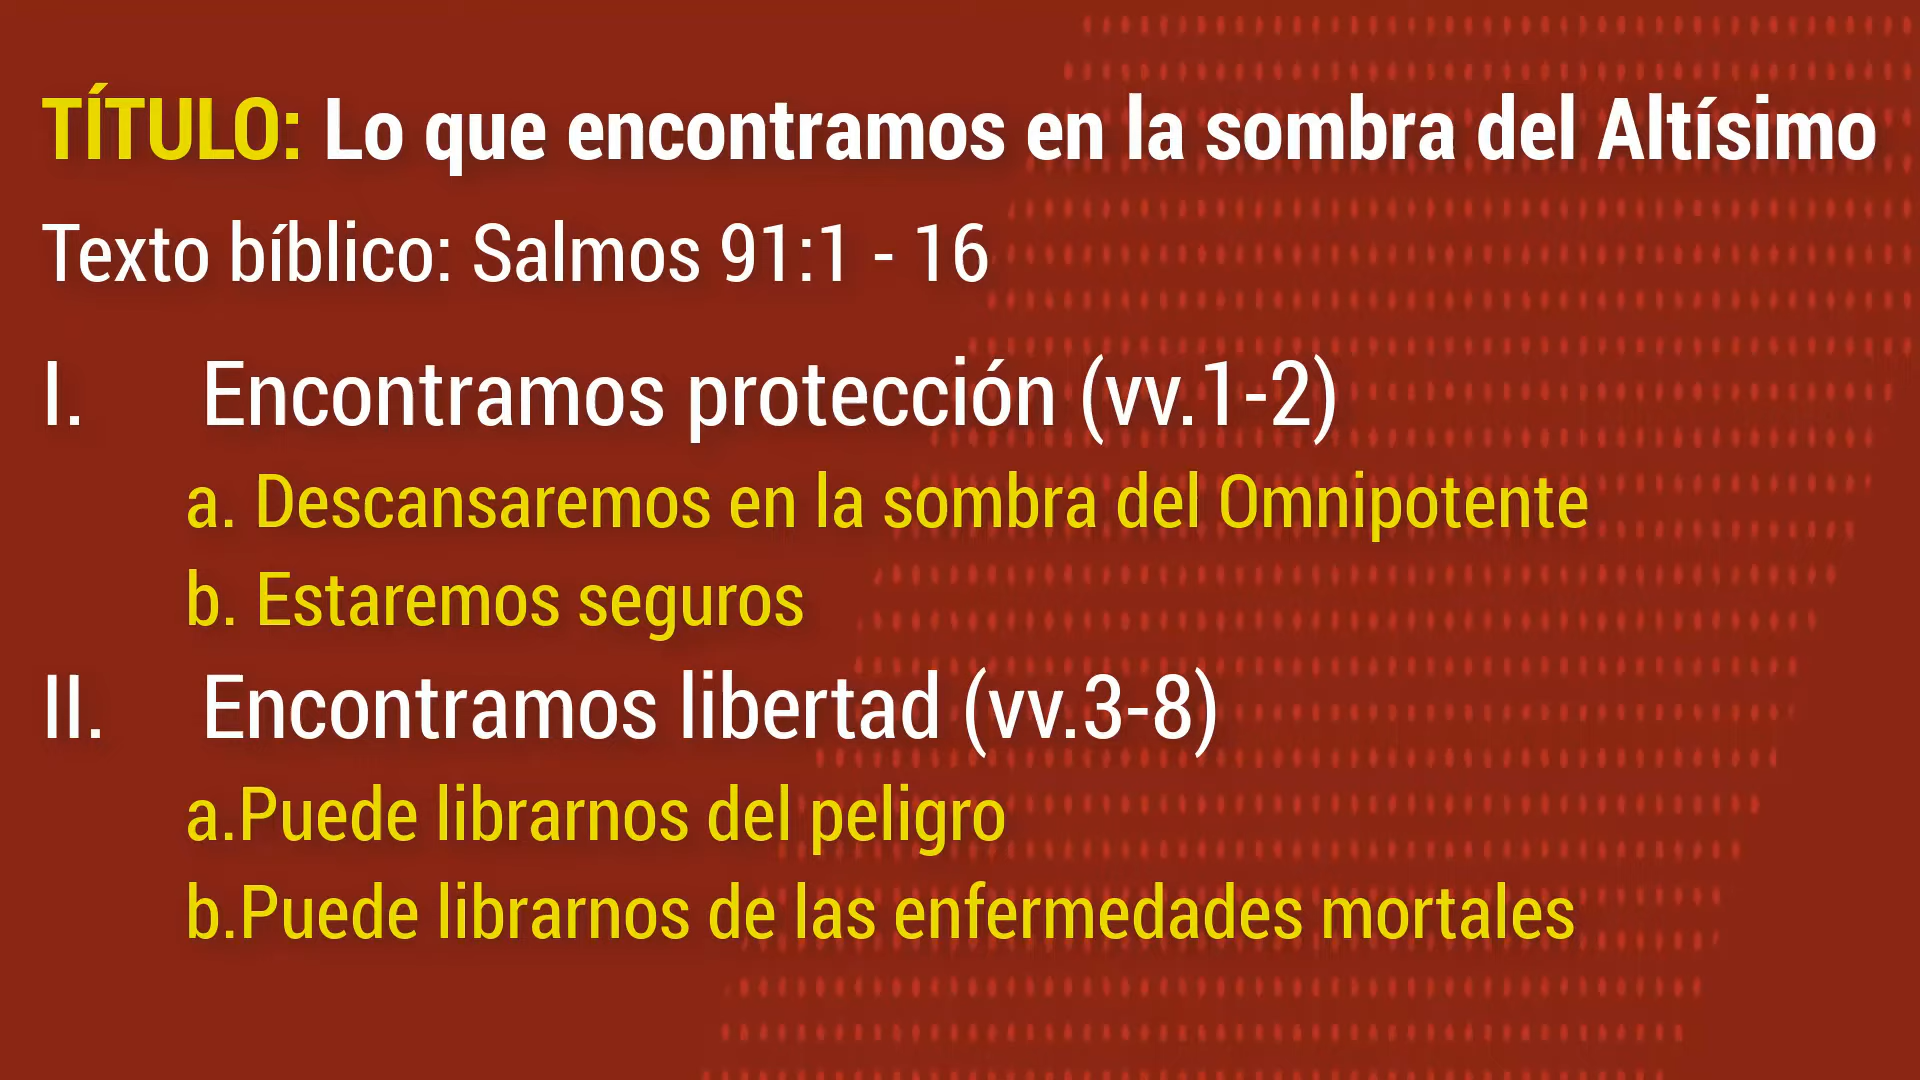 TÍTULO: Lo que encontramos en la sombra del Altísimo
Texto bíblico: Salmos 91:1 - 16
I. Encontramos protección (vv.1-2)
a. Descansaremos en la sombra del Omnipotente
b. Estaremos seguros
II. Encontramos libertad (vv.3-8)
a.Puede librarnos del peligro
b.Puede librarnos de las enfermedades mortales